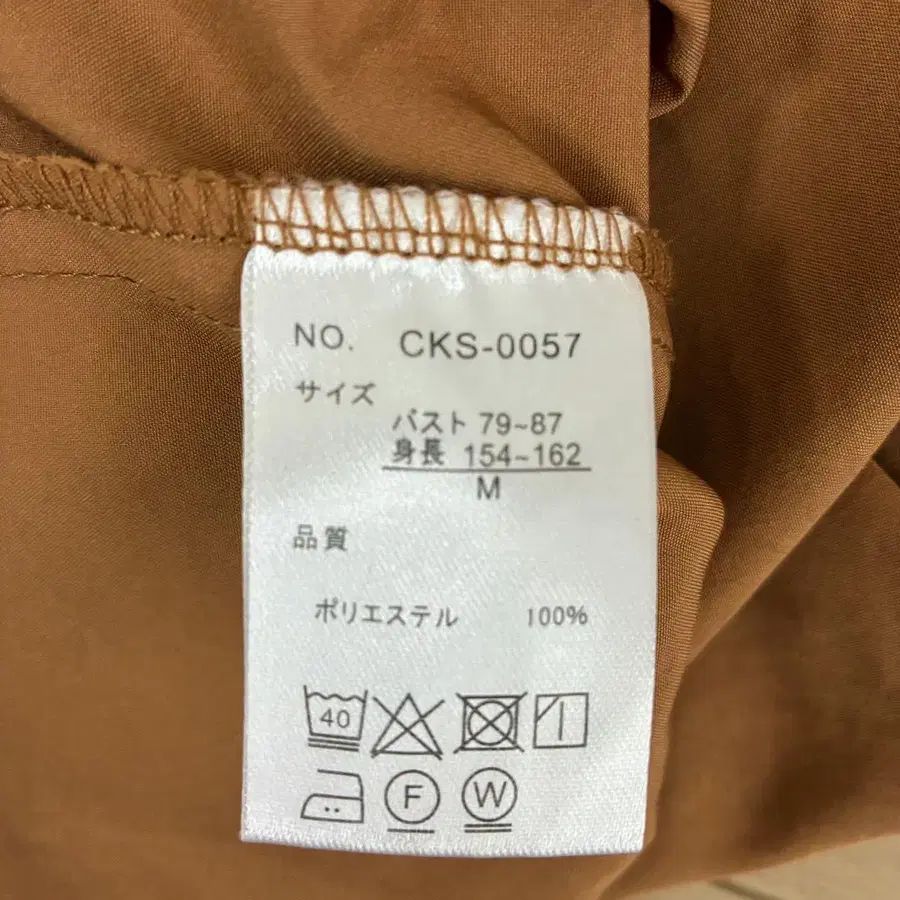 NO. CKS-0057
サイズ
バスト 79~87
身長 154~162
M
品質
ポリエステル 100%
40
F W